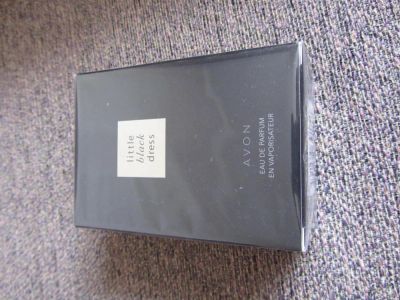 little
black
dress
AVON
EAU DE PARFUM
EN VAPORISATEUR